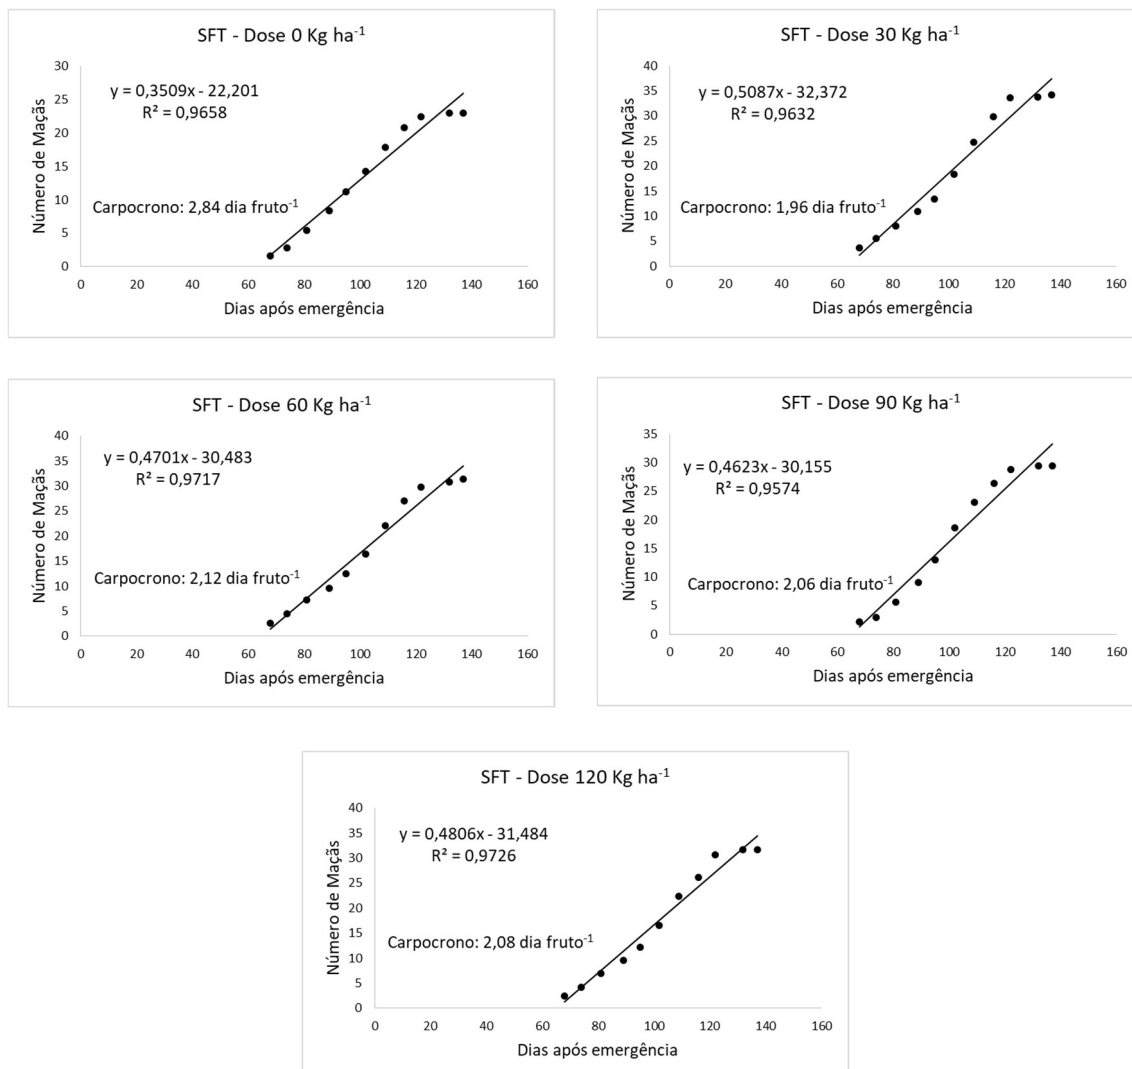 SFT - Dose 0 Kg ha⁻¹
30
25
20
15
10
5
0
0 20 40 60 80 100 120 140 160
Número de Maçãs
Dias após emergência
y = 0,3509x - 22,201
R² = 0,9658
Carpocrono: 2,84 dia fruto⁻¹
SFT - Dose 30 Kg ha⁻¹
40
35
30
25
20
15
10
5
0
0 20 40 60 80 100 120 140 160
Número de Maçãs
Dias após emergência
y = 0,5087x - 32,372
R² = 0,9632
Carpocrono: 1,96 dia fruto⁻¹
SFT - Dose 60 Kg ha⁻¹
40
35
30
25
20
15
10
5
0
0 20 40 60 80 100 120 140 160
Número de Maçãs
Dias após emergência
y = 0,4701x - 30,483
R² = 0,9717
Carpocrono: 2,12 dia fruto⁻¹
SFT - Dose 90 Kg ha⁻¹
35
30
25
20
15
10
5
0
0 20 40 60 80 100 120 140 160
Número de Maçãs
Dias após emergência
y = 0,4623x - 30,155
R² = 0,9574
Carpocrono: 2,06 dia fruto⁻¹
SFT - Dose 120 Kg ha⁻¹
40
35
30
25
20
15
10
5
0
0 20 40 60 80 100 120 140 160
Número de Maçãs
Dias após emergência
y = 0,4806x - 31,484
R² = 0,9726
Carpocrono: 2,08 dia fruto⁻¹